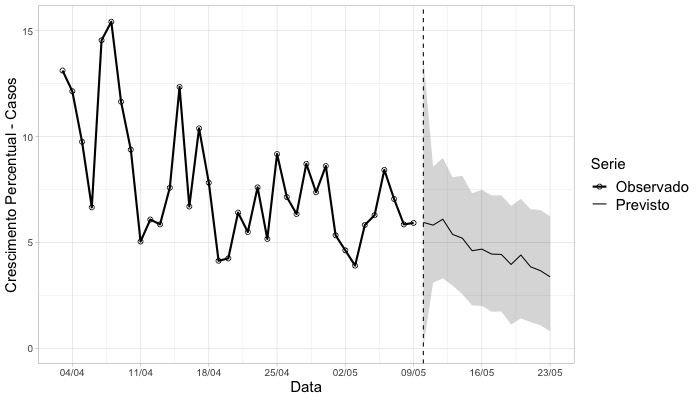 Crescimento Percentual - Casos
15
10
5
0
04/04
11/04
18/04
25/04
02/05
09/05
16/05
23/05
Data
Serie
Observado
Previsto